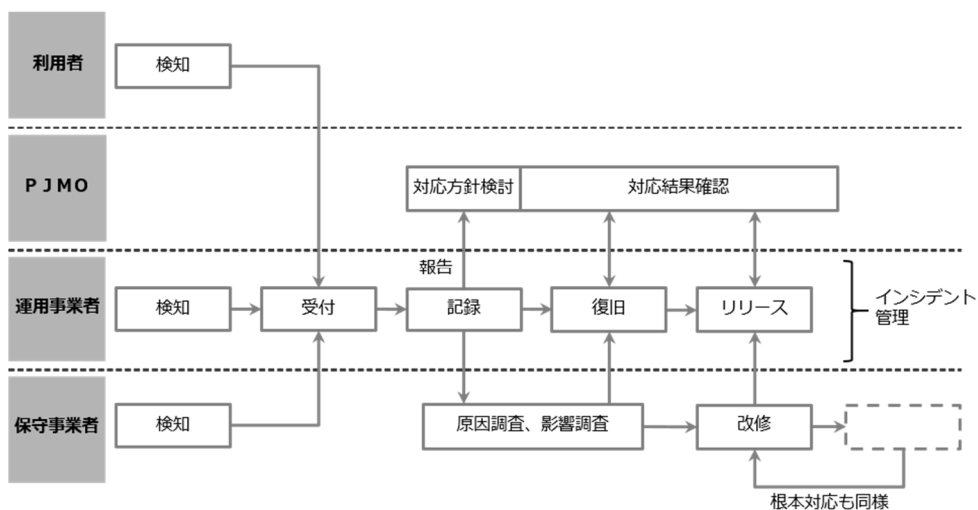 利用者
検知
ＰＪＭＯ
対応方針検討
対応結果確認
報告
運用事業者
検知
受付
記録
復旧
リリース
インシデント
管理
保守事業者
検知
原因調査、影響調査
改修
根本対応も同様